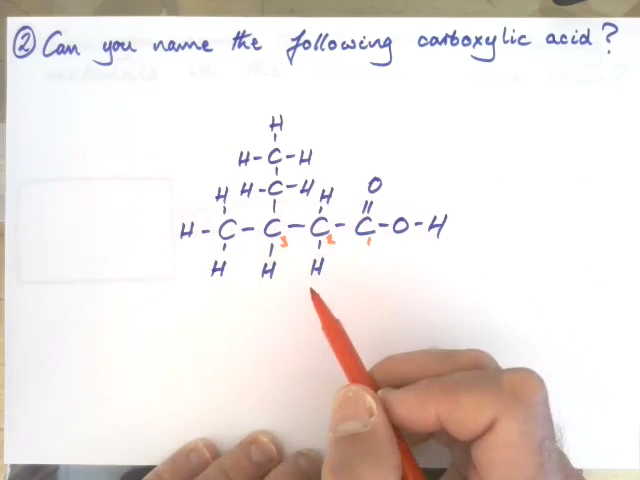 ② Can you name the following carboxylic acid?
H
H-C-H
H H-C-H H O
H-C-C-C-C-O-H
3 2 1
H H H